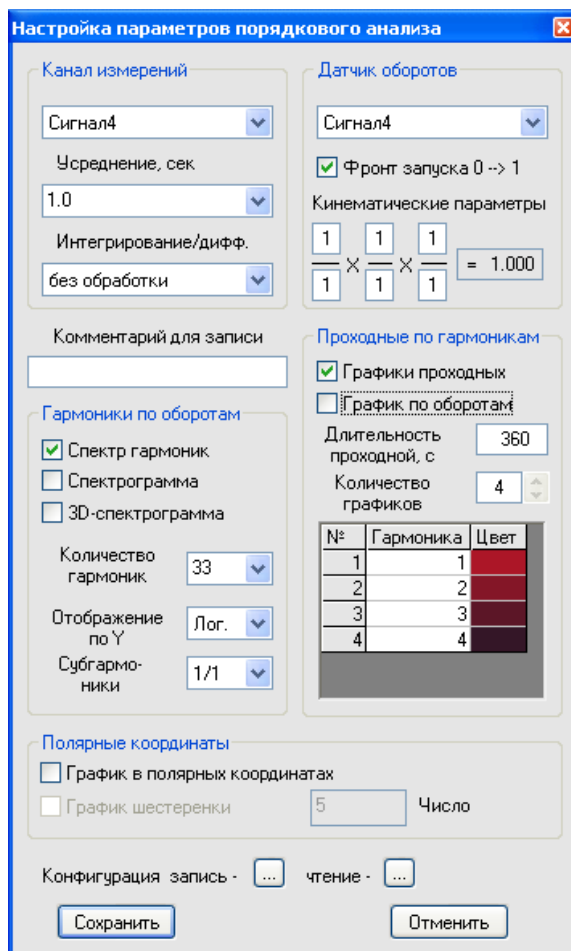 Настройка параметров порядкового анализа
Канал измерений
Сигнал4
Усреднение, сек
1.0
Интегрирование/дифф.
без обработки
Датчик оборотов
Сигнал4
Фронт запуска 0 --> 1
Кинематические параметры
1 1 1
X X = 1.000
1 1 1
Комментарий для записи
Гармоники по оборотам
Спектр гармоник
Спектрограмма
3D-спектрограмма
Количество
гармоник
33
Отображение
по Y
Лог.
Субгармо-
ники
1/1
Проходные по гармоникам
Графики проходных
График по оборотам
Длительность
проходной, с
360
Количество
графиков
4
№ Гармоника Цвет
1 1
2 2
3 3
4 4
Полярные координаты
График в полярных координатах
График шестеренки 5 Число
Конфигурация запись - ... чтение - ...
Сохранить Отменить